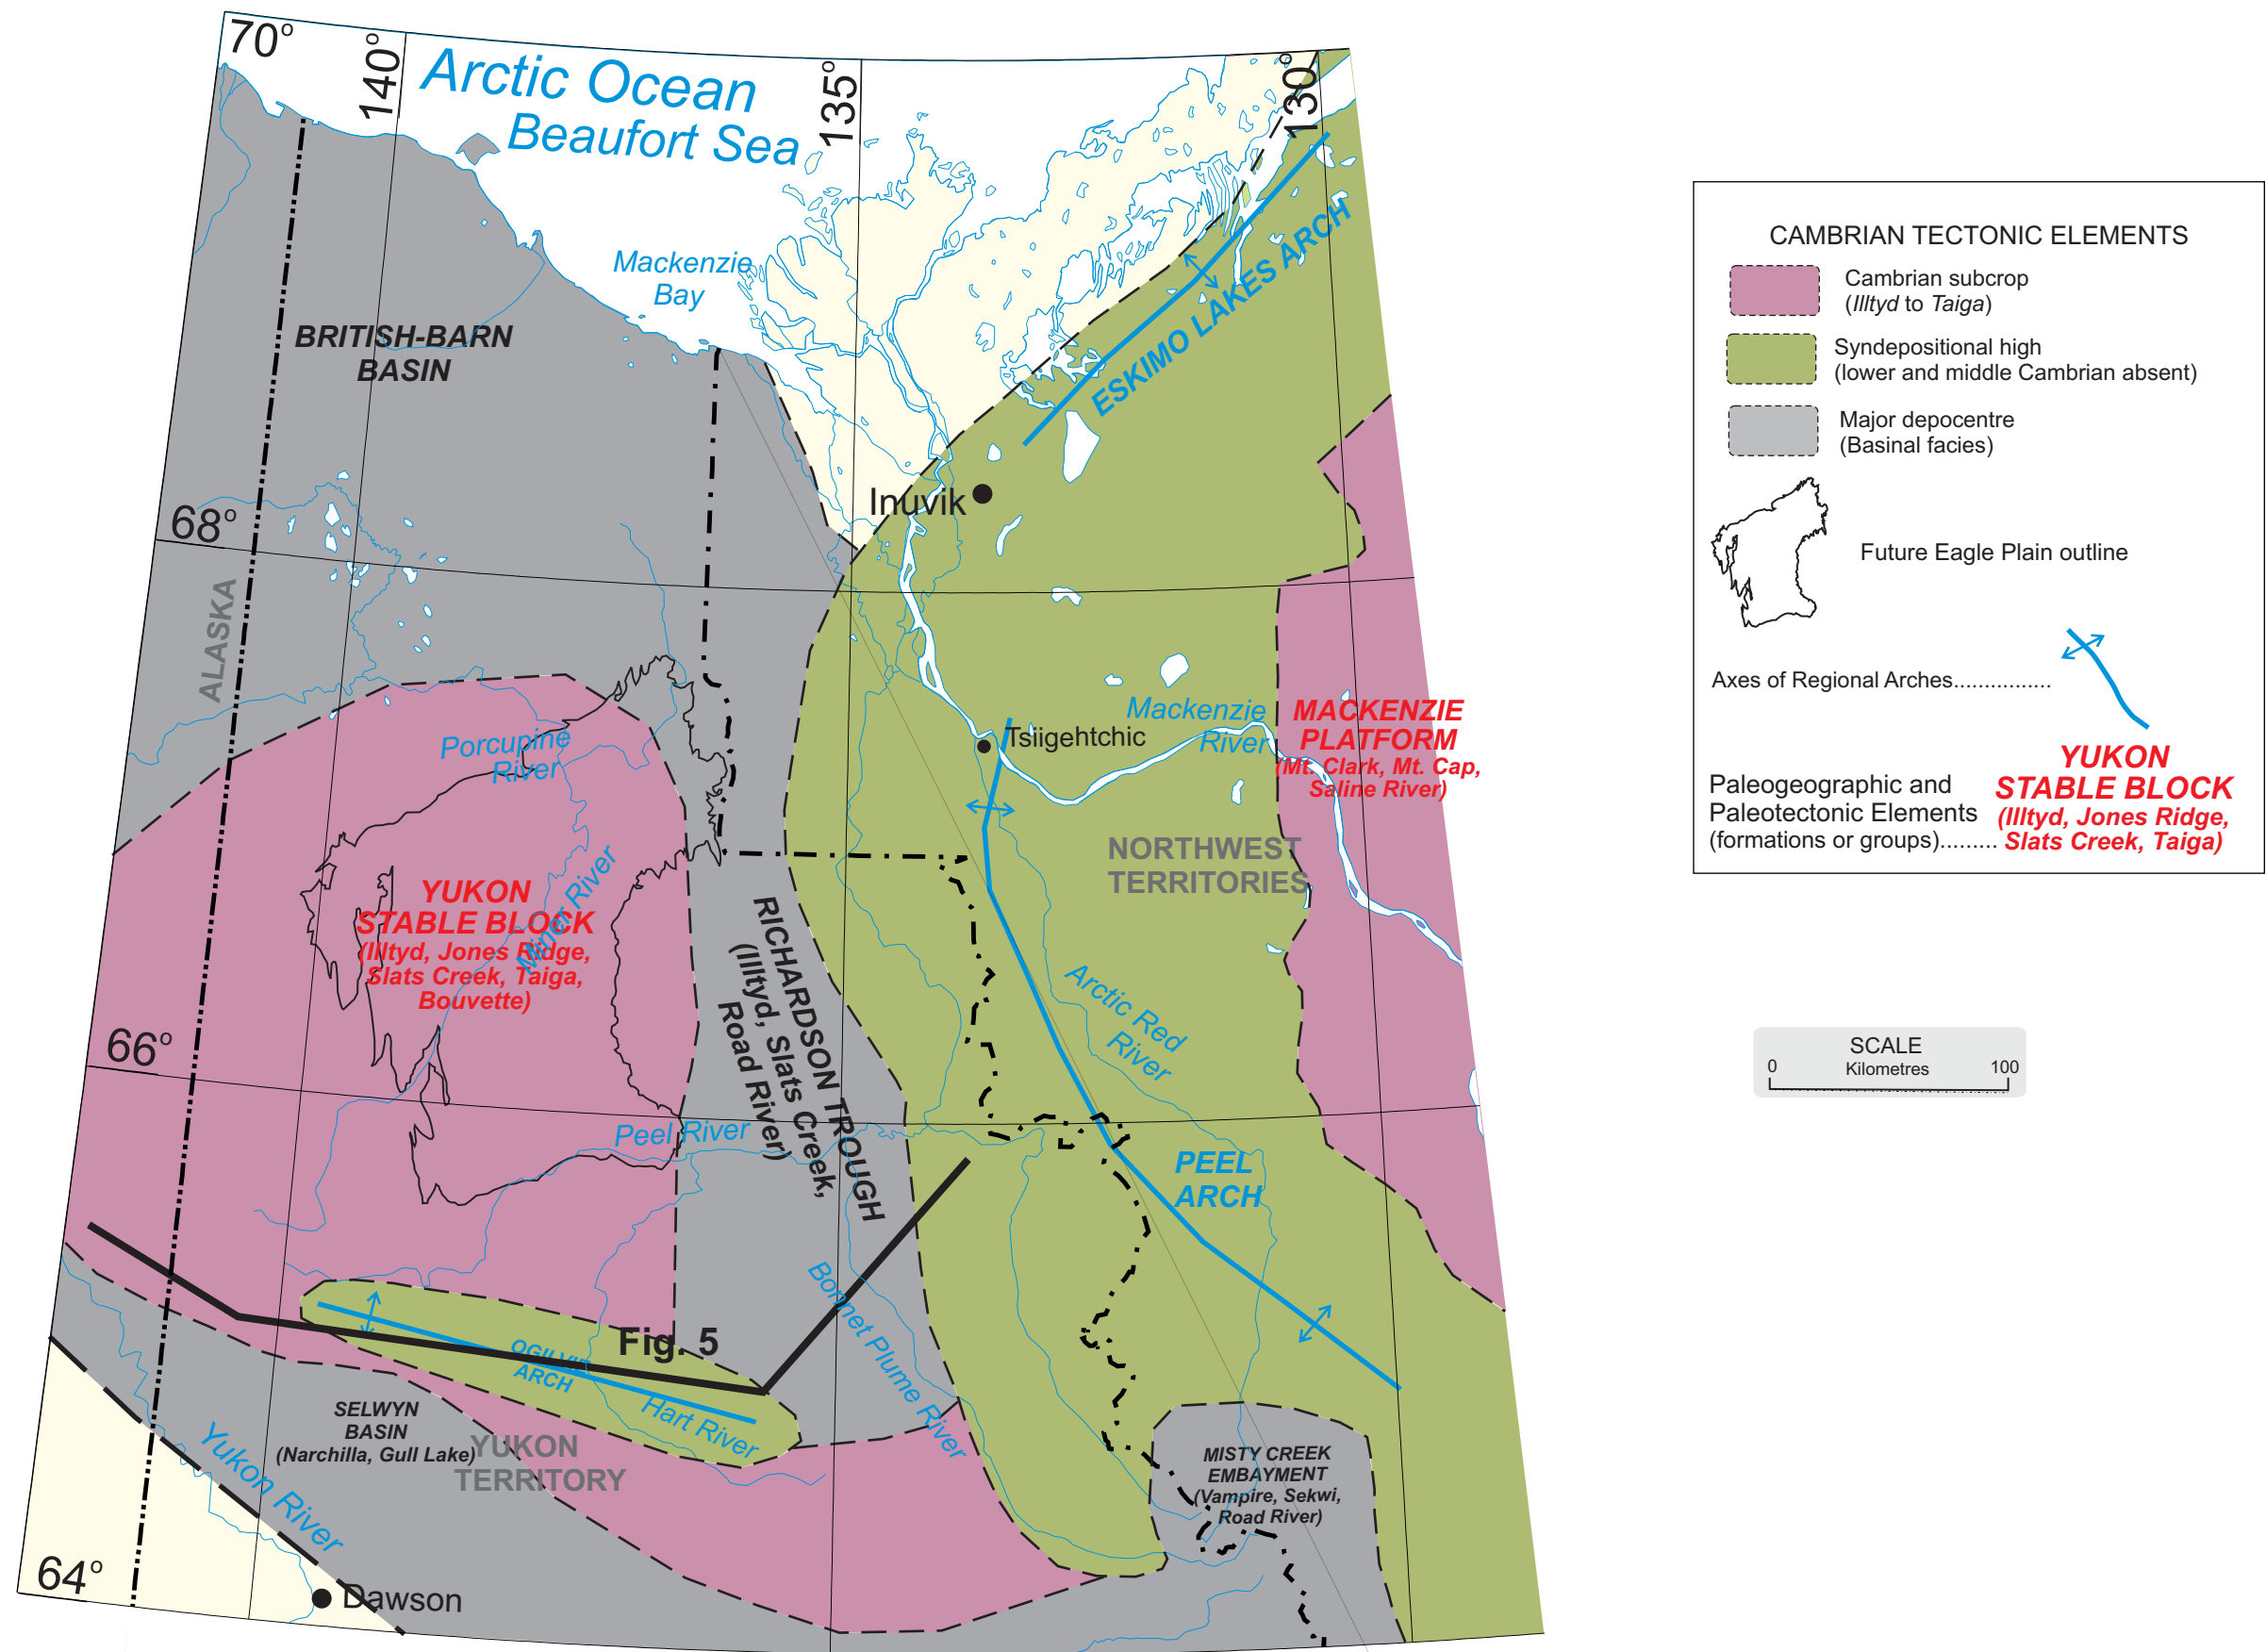 70°
140°
Arctic Ocean
Beaufort Sea
135°
130°
Mackenzie
Bay
BRITISH-BARN
BASIN
ESKIMO LAKES ARCH
Inuvik
68°
ALASKA
Porcupine
River
Tsiigehtchic
Mackenzie
River
MACKENZIE
PLATFORM
(Mt. Clark, Mt. Cap,
Saline River)
NORTHWEST
TERRITORIES
YUKON
STABLE BLOCK
(Illtyd, Jones Ridge,
Slats Creek, Taiga,
Bouvette)
Miner River
RICHARDSON TROUGH
(Illtyd, Slats Creek,
Road River)
Arctic Red
River
66°
Peel River
PEEL
ARCH
Bonnet Plume River
Fig. 5
OGILVIE
ARCH
Hart River
SELWYN
BASIN
(Narchilla, Gull Lake)
YUKON
TERRITORY
Yukon River
MISTY CREEK
EMBAYMENT
(Vampire, Sekwi,
Road River)
64°
Dawson
CAMBRIAN TECTONIC ELEMENTS
Cambrian subcrop
(Illtyd to Taiga)
Syndepositional high
(lower and middle Cambrian absent)
Major depocentre
(Basinal facies)
Future Eagle Plain outline
Axes of Regional Arches................
Paleogeographic and
Paleotectonic Elements
(formations or groups).........
YUKON
STABLE BLOCK
(Illtyd, Jones Ridge,
Slats Creek, Taiga)
SCALE
0 Kilometres 100